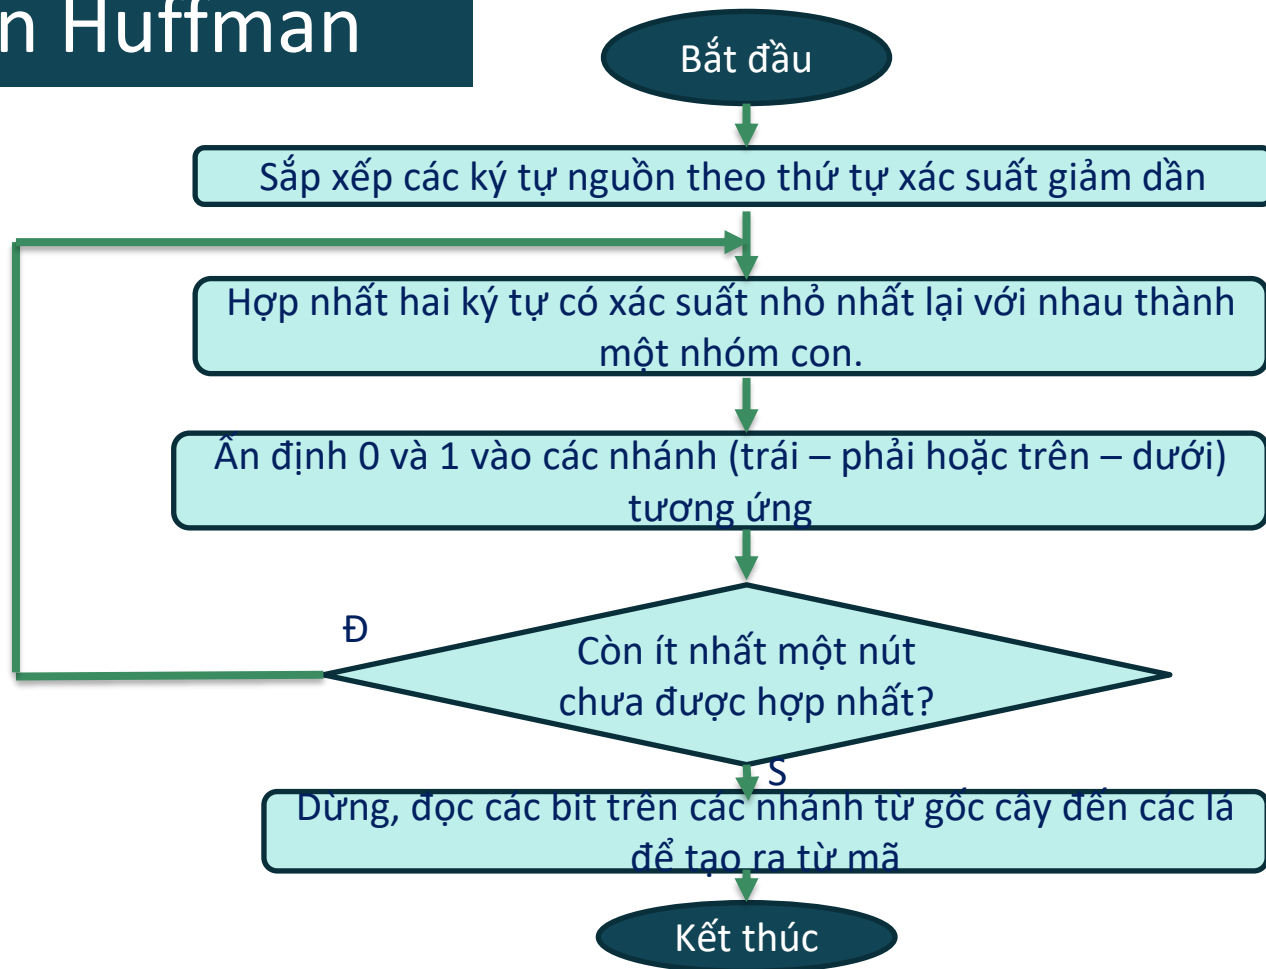 n Huffman
Bắt đầu
Sắp xếp các ký tự nguồn theo thứ tự xác suất giảm dần
Hợp nhất hai ký tự có xác suất nhỏ nhất lại với nhau thành
một nhóm con.
Ấn định 0 và 1 vào các nhánh (trái – phải hoặc trên – dưới)
tương ứng
Đ
Còn ít nhất một nút
chưa được hợp nhất?
S
Dừng, đọc các bit trên các nhánh từ gốc cây đến các lá
để tạo ra từ mã
Kết thúc